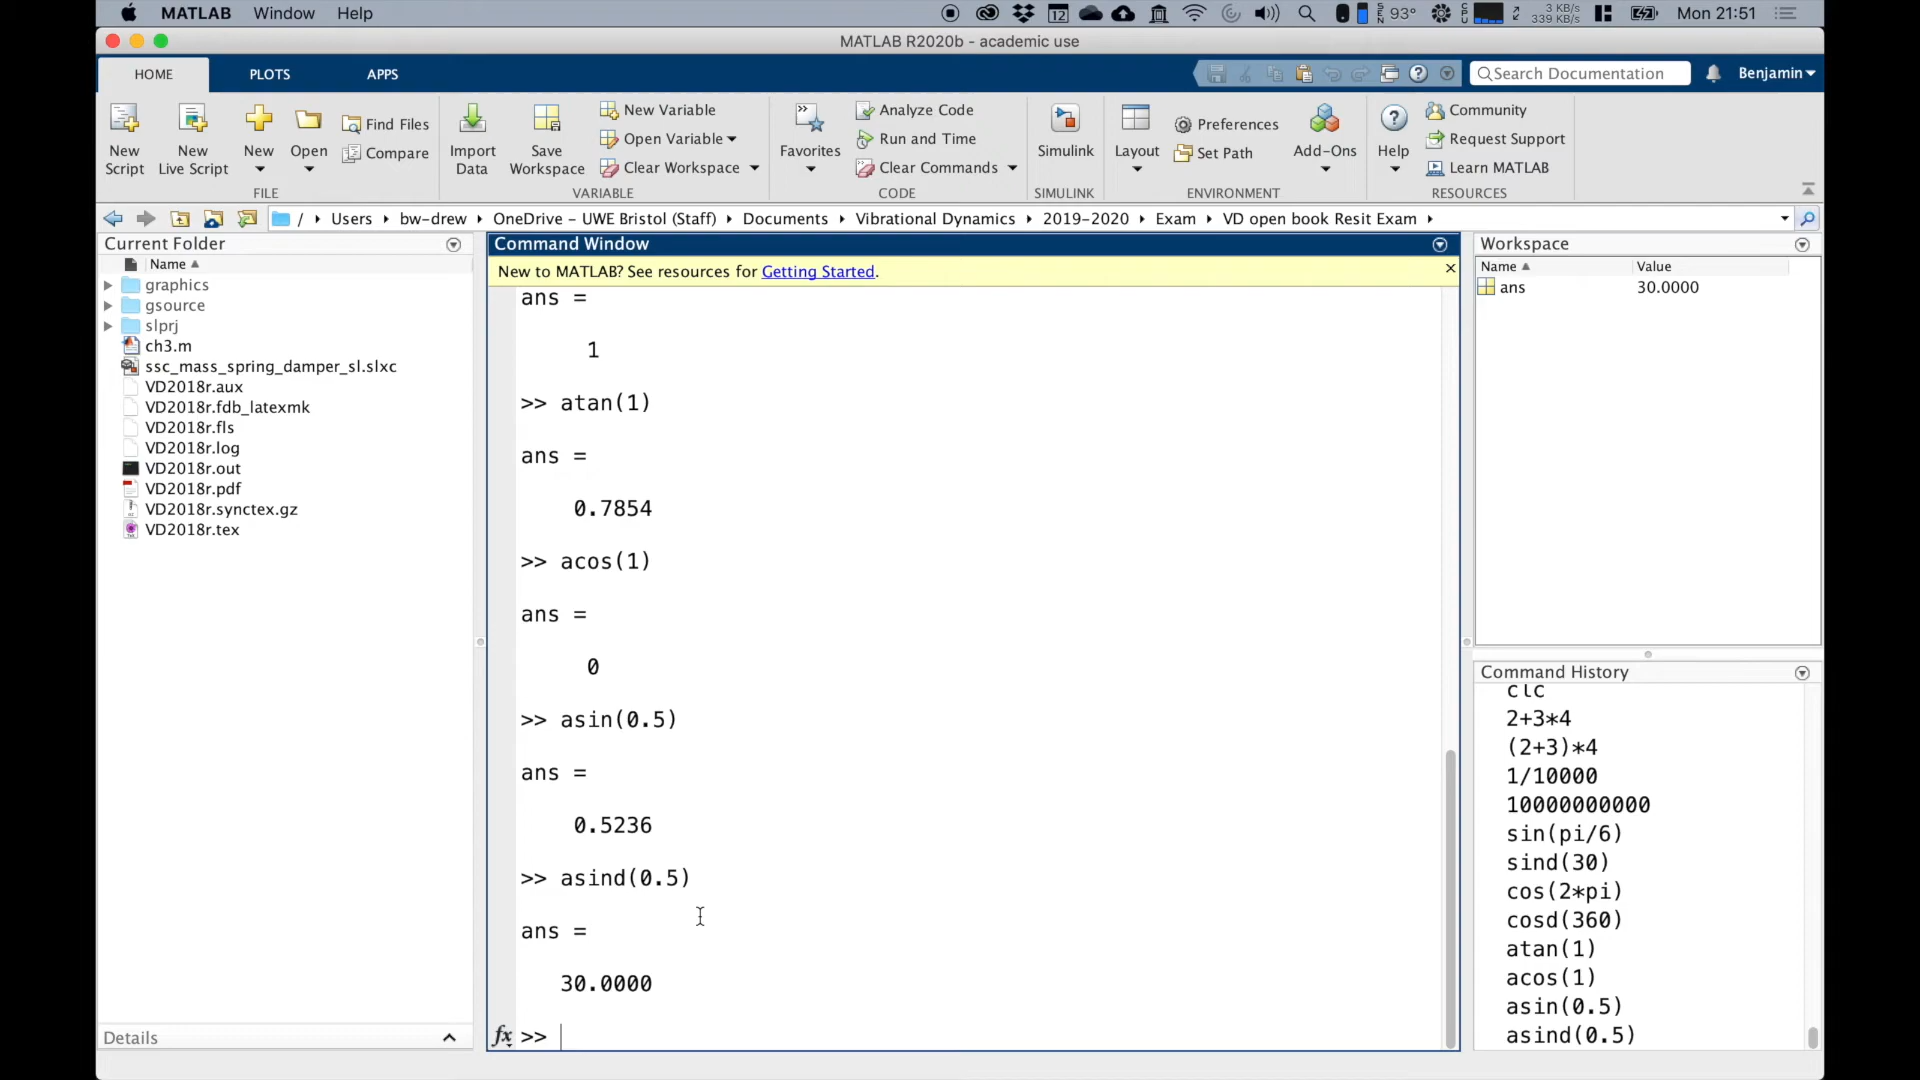 MATLAB Window Help
12
S E N 93°
C P U
3 KB/s
339 KB/s
Mon 21:51
MATLAB R2020b - academic use
HOME PLOTS APPS
Search Documentation
Benjamin
New Script
New Live Script
New
Open
Find Files
Compare
Import Data
Save Workspace
New Variable
Open Variable
Clear Workspace
Favorites
Analyze Code
Run and Time
Clear Commands
Simulink
Layout
Preferences
Set Path
Add-Ons
Help
Community
Request Support
Learn MATLAB
FILE VARIABLE CODE SIMULINK ENVIRONMENT RESOURCES
/ Users bw-drew OneDrive - UWE Bristol (Staff) Documents Vibrational Dynamics 2019-2020 Exam VD open book Resit Exam
Current Folder
Name
graphics
gsource
slprj
ch3.m
ssc_mass_spring_damper_sl.slxc
VD2018r.aux
VD2018r.fdb_latexmk
VD2018r.fls
VD2018r.log
VD2018r.out
VD2018r.pdf
VD2018r.synctex.gz
VD2018r.tex
Details
Command Window
New to MATLAB? See resources for Getting Started.
ans =
1
>> atan(1)
ans =
0.7854
>> acos(1)
ans =
0
>> asin(0.5)
ans =
0.5236
>> asind(0.5)
ans =
30.0000
fx >>
Workspace
Name Value
ans 30.0000
Command History
clc
2+3*4
(2+3)*4
1/10000
10000000000
sin(pi/6)
sind(30)
cos(2*pi)
cosd(360)
atan(1)
acos(1)
asin(0.5)
asind(0.5)